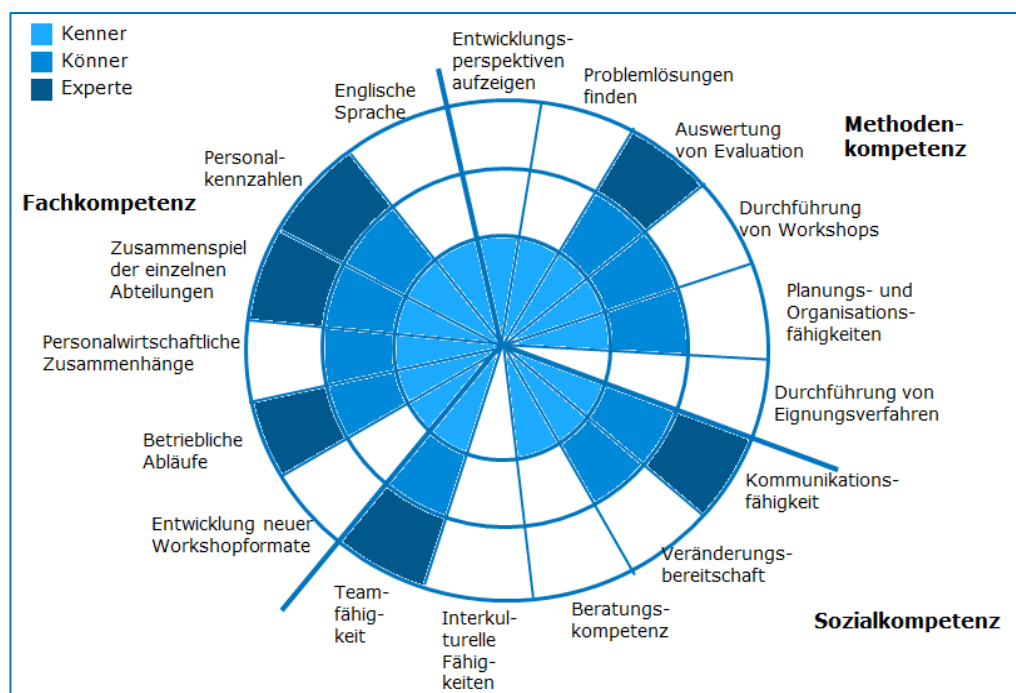 Kenner
Könner
Experte
Entwicklungs-
perspektiven
aufzeigen
Problemlösungen
finden
Auswertung
von Evaluation
Methoden-
kompetenz
Durchführung
von Workshops
Planungs- und
Organisations-
fähigkeiten
Durchführung von
Eignungsverfahren
Kommunikations-
fähigkeit
Veränderungs-
bereitschaft
Sozialkompetenz
Beratungs-
kompetenz
Interkul-
turelle
Fähig-
keiten
Team-
fähig-
keit
Entwicklung neuer
Workshopformate
Betriebliche
Abläufe
Personalwirtschaftliche
Zusammenhänge
Zusammenspiel
der einzelnen
Abteilungen
Fachkompetenz
Personal-
kennzahlen
Englische
Sprache